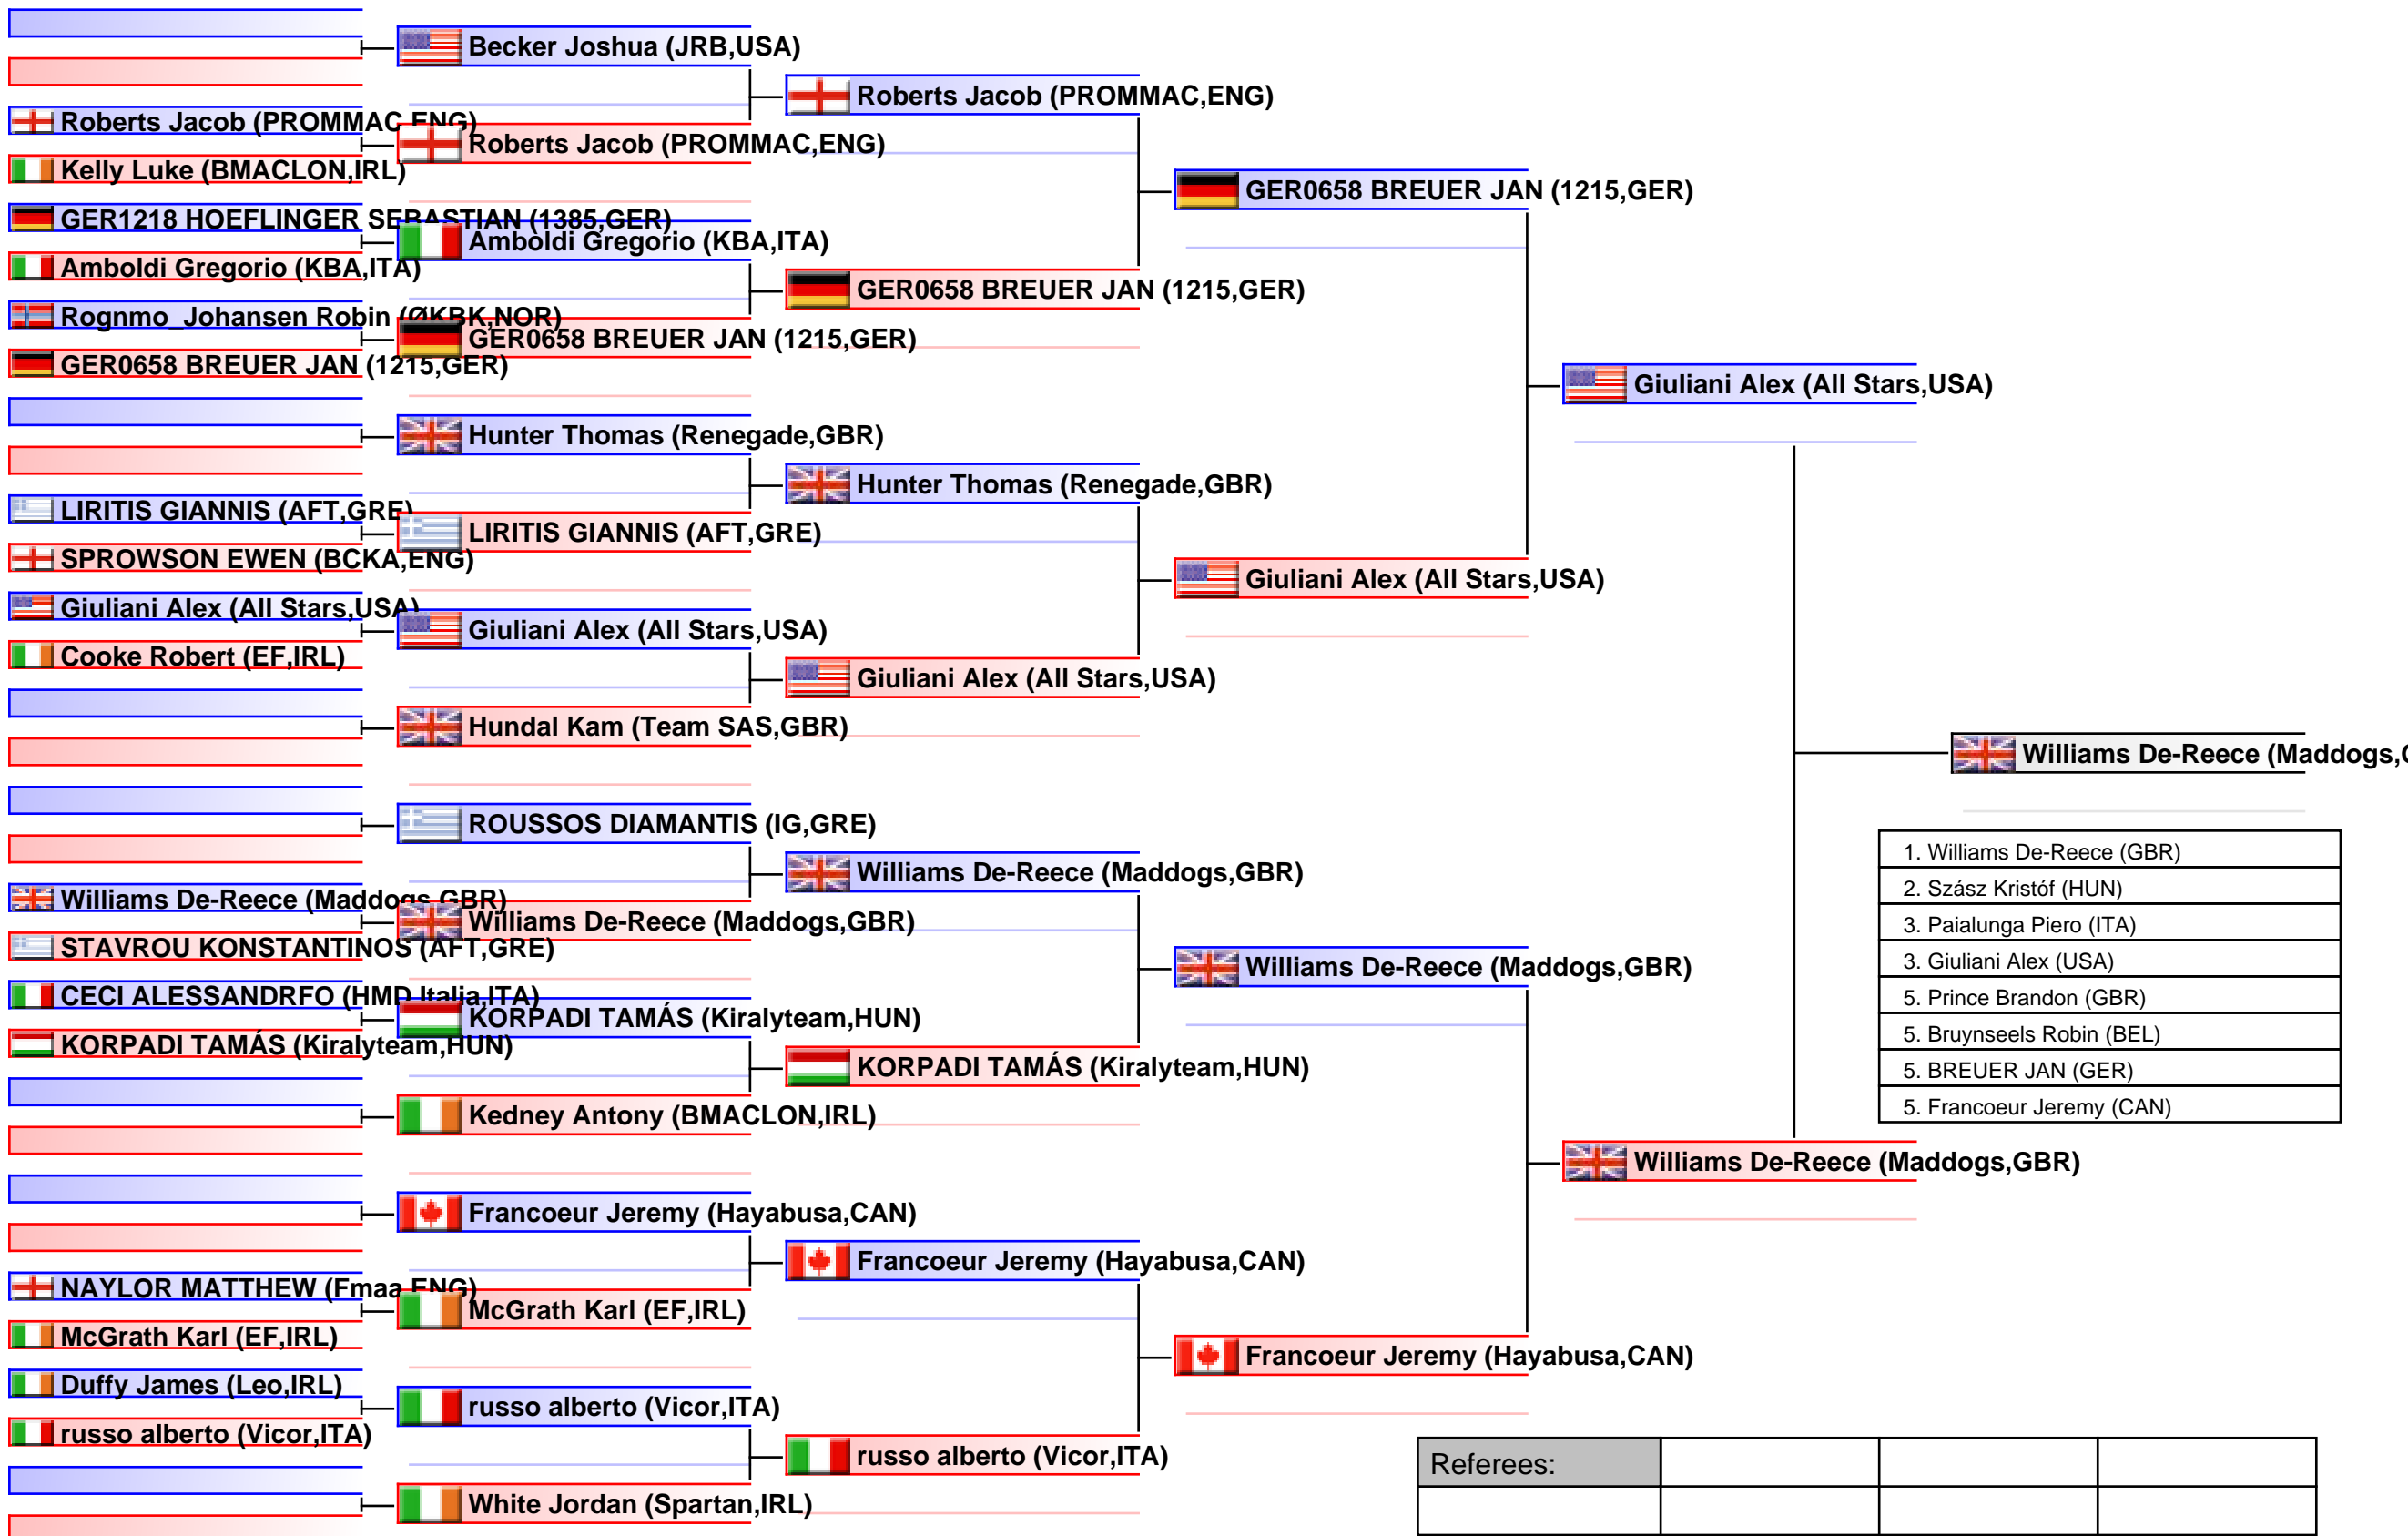 Roberts Jacob (PROMMAC,ENG)
Kelly Luke (BMACLON,IRL)
GER1218 HOEFLINGER SEBASTIAN (1385,GER)
Amboldi Gregorio (KBA,ITA)
Rognmo_Johansen Robin (ØKBK,NOR)
GER0658 BREUER JAN (1215,GER)
LIRITIS GIANNIS (AFT,GRE)
SPROWSON EWEN (BCKA,ENG)
Giuliani Alex (All Stars,USA)
Cooke Robert (EF,IRL)
Williams De-Reece (Maddogs,GBR)
STAVROU KONSTANTINOS (AFT,GRE)
CECI ALESSANDRFO (HMD Italia,ITA)
KORPADI TAMÁS (Kiralyteam,HUN)
NAYLOR MATTHEW (Fmaa,ENG)
McGrath Karl (EF,IRL)
Duffy James (Leo,IRL)
russo alberto (Vicor,ITA)
Becker Joshua (JRB,USA)
Roberts Jacob (PROMMAC,ENG)
Amboldi Gregorio (KBA,ITA)
GER0658 BREUER JAN (1215,GER)
Hunter Thomas (Renegade,GBR)
LIRITIS GIANNIS (AFT,GRE)
Giuliani Alex (All Stars,USA)
Hundal Kam (Team SAS,GBR)
ROUSSOS DIAMANTIS (IG,GRE)
Williams De-Reece (Maddogs,GBR)
KORPADI TAMÁS (Kiralyteam,HUN)
Kedney Antony (BMACLON,IRL)
Francoeur Jeremy (Hayabusa,CAN)
McGrath Karl (EF,IRL)
russo alberto (Vicor,ITA)
White Jordan (Spartan,IRL)
Roberts Jacob (PROMMAC,ENG)
GER0658 BREUER JAN (1215,GER)
Hunter Thomas (Renegade,GBR)
Giuliani Alex (All Stars,USA)
Williams De-Reece (Maddogs,GBR)
KORPADI TAMÁS (Kiralyteam,HUN)
Francoeur Jeremy (Hayabusa,CAN)
russo alberto (Vicor,ITA)
GER0658 BREUER JAN (1215,GER)
Giuliani Alex (All Stars,USA)
Williams De-Reece (Maddogs,GBR)
Francoeur Jeremy (Hayabusa,CAN)
Giuliani Alex (All Stars,USA)
Williams De-Reece (Maddogs,GBR)
Williams De-Reece (Maddogs,
1. Williams De-Reece (GBR)
2. Szász Kristóf (HUN)
3. Paialunga Piero (ITA)
3. Giuliani Alex (USA)
5. Prince Brandon (GBR)
5. Bruynseels Robin (BEL)
5. BREUER JAN (GER)
5. Francoeur Jeremy (CAN)
Referees: